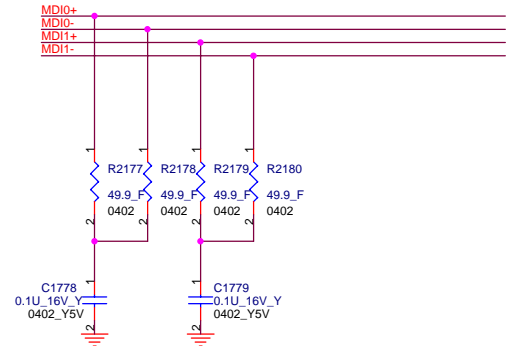 MDI0+
MDI0-
MDI1+
MDI1-
1
1
1
1
R2177
R2178
R2179
R2180
49.9_F
49.9_F
49.9_F
49.9_F
0402
0402
0402
0402
2
2
2
2
1
1
C1778
C1779
0.1U_16V_Y
0.1U_16V_Y
0402_Y5V
0402_Y5V
2
2